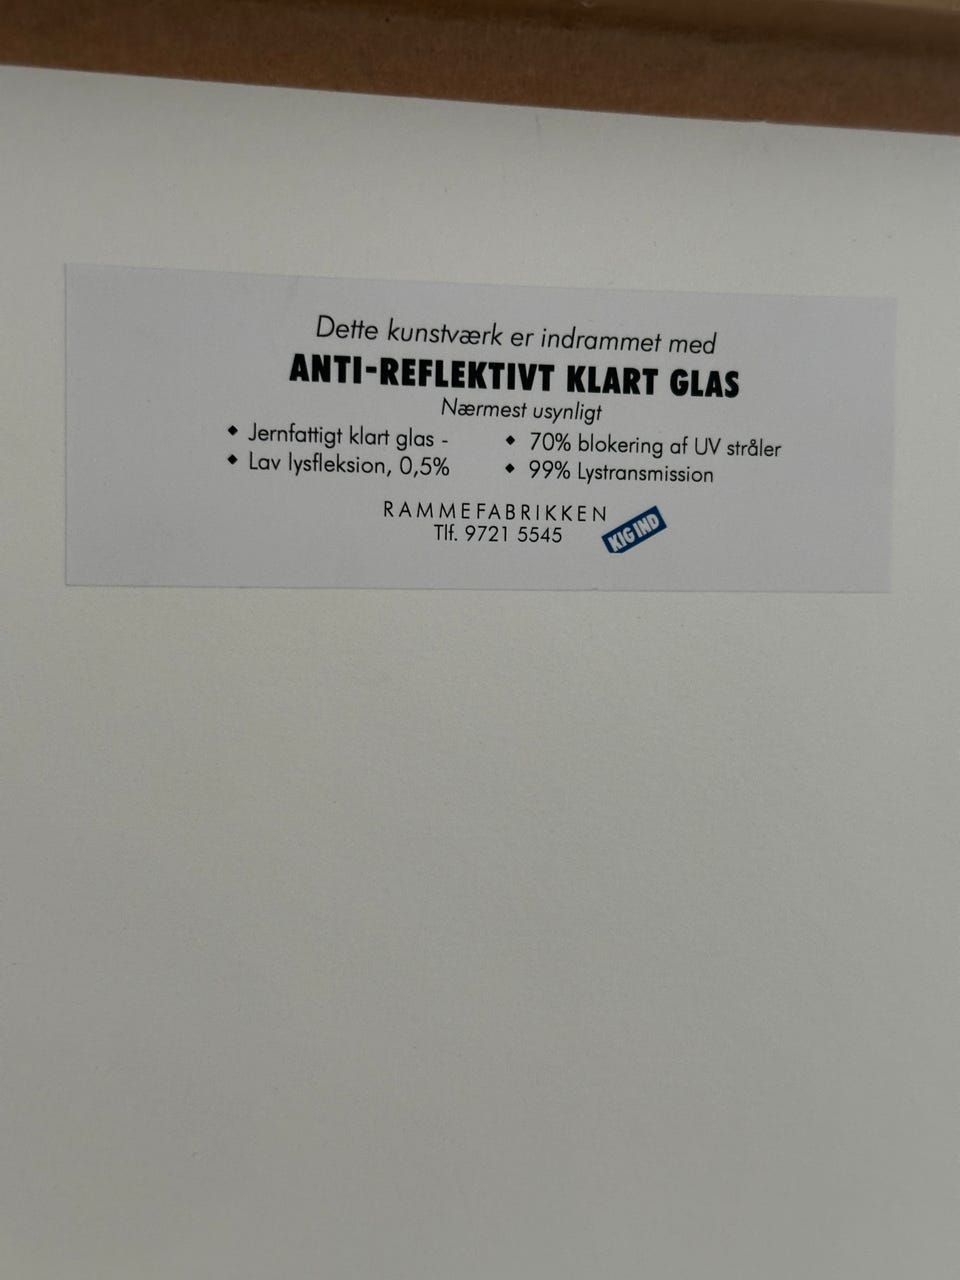 Dette kunstværk er indrammet med
ANTI-REFLEKTIVT KLART GLAS
Nærmest usynligt
◆ Jernfattigt klart glas -
◆ Lav lysfleksion, 0,5%
◆ 70% blokering af UV stråler
◆ 99% Lystransmission
RAMMEFABRIKKEN
Tlf. 9721 5545
KIG IND